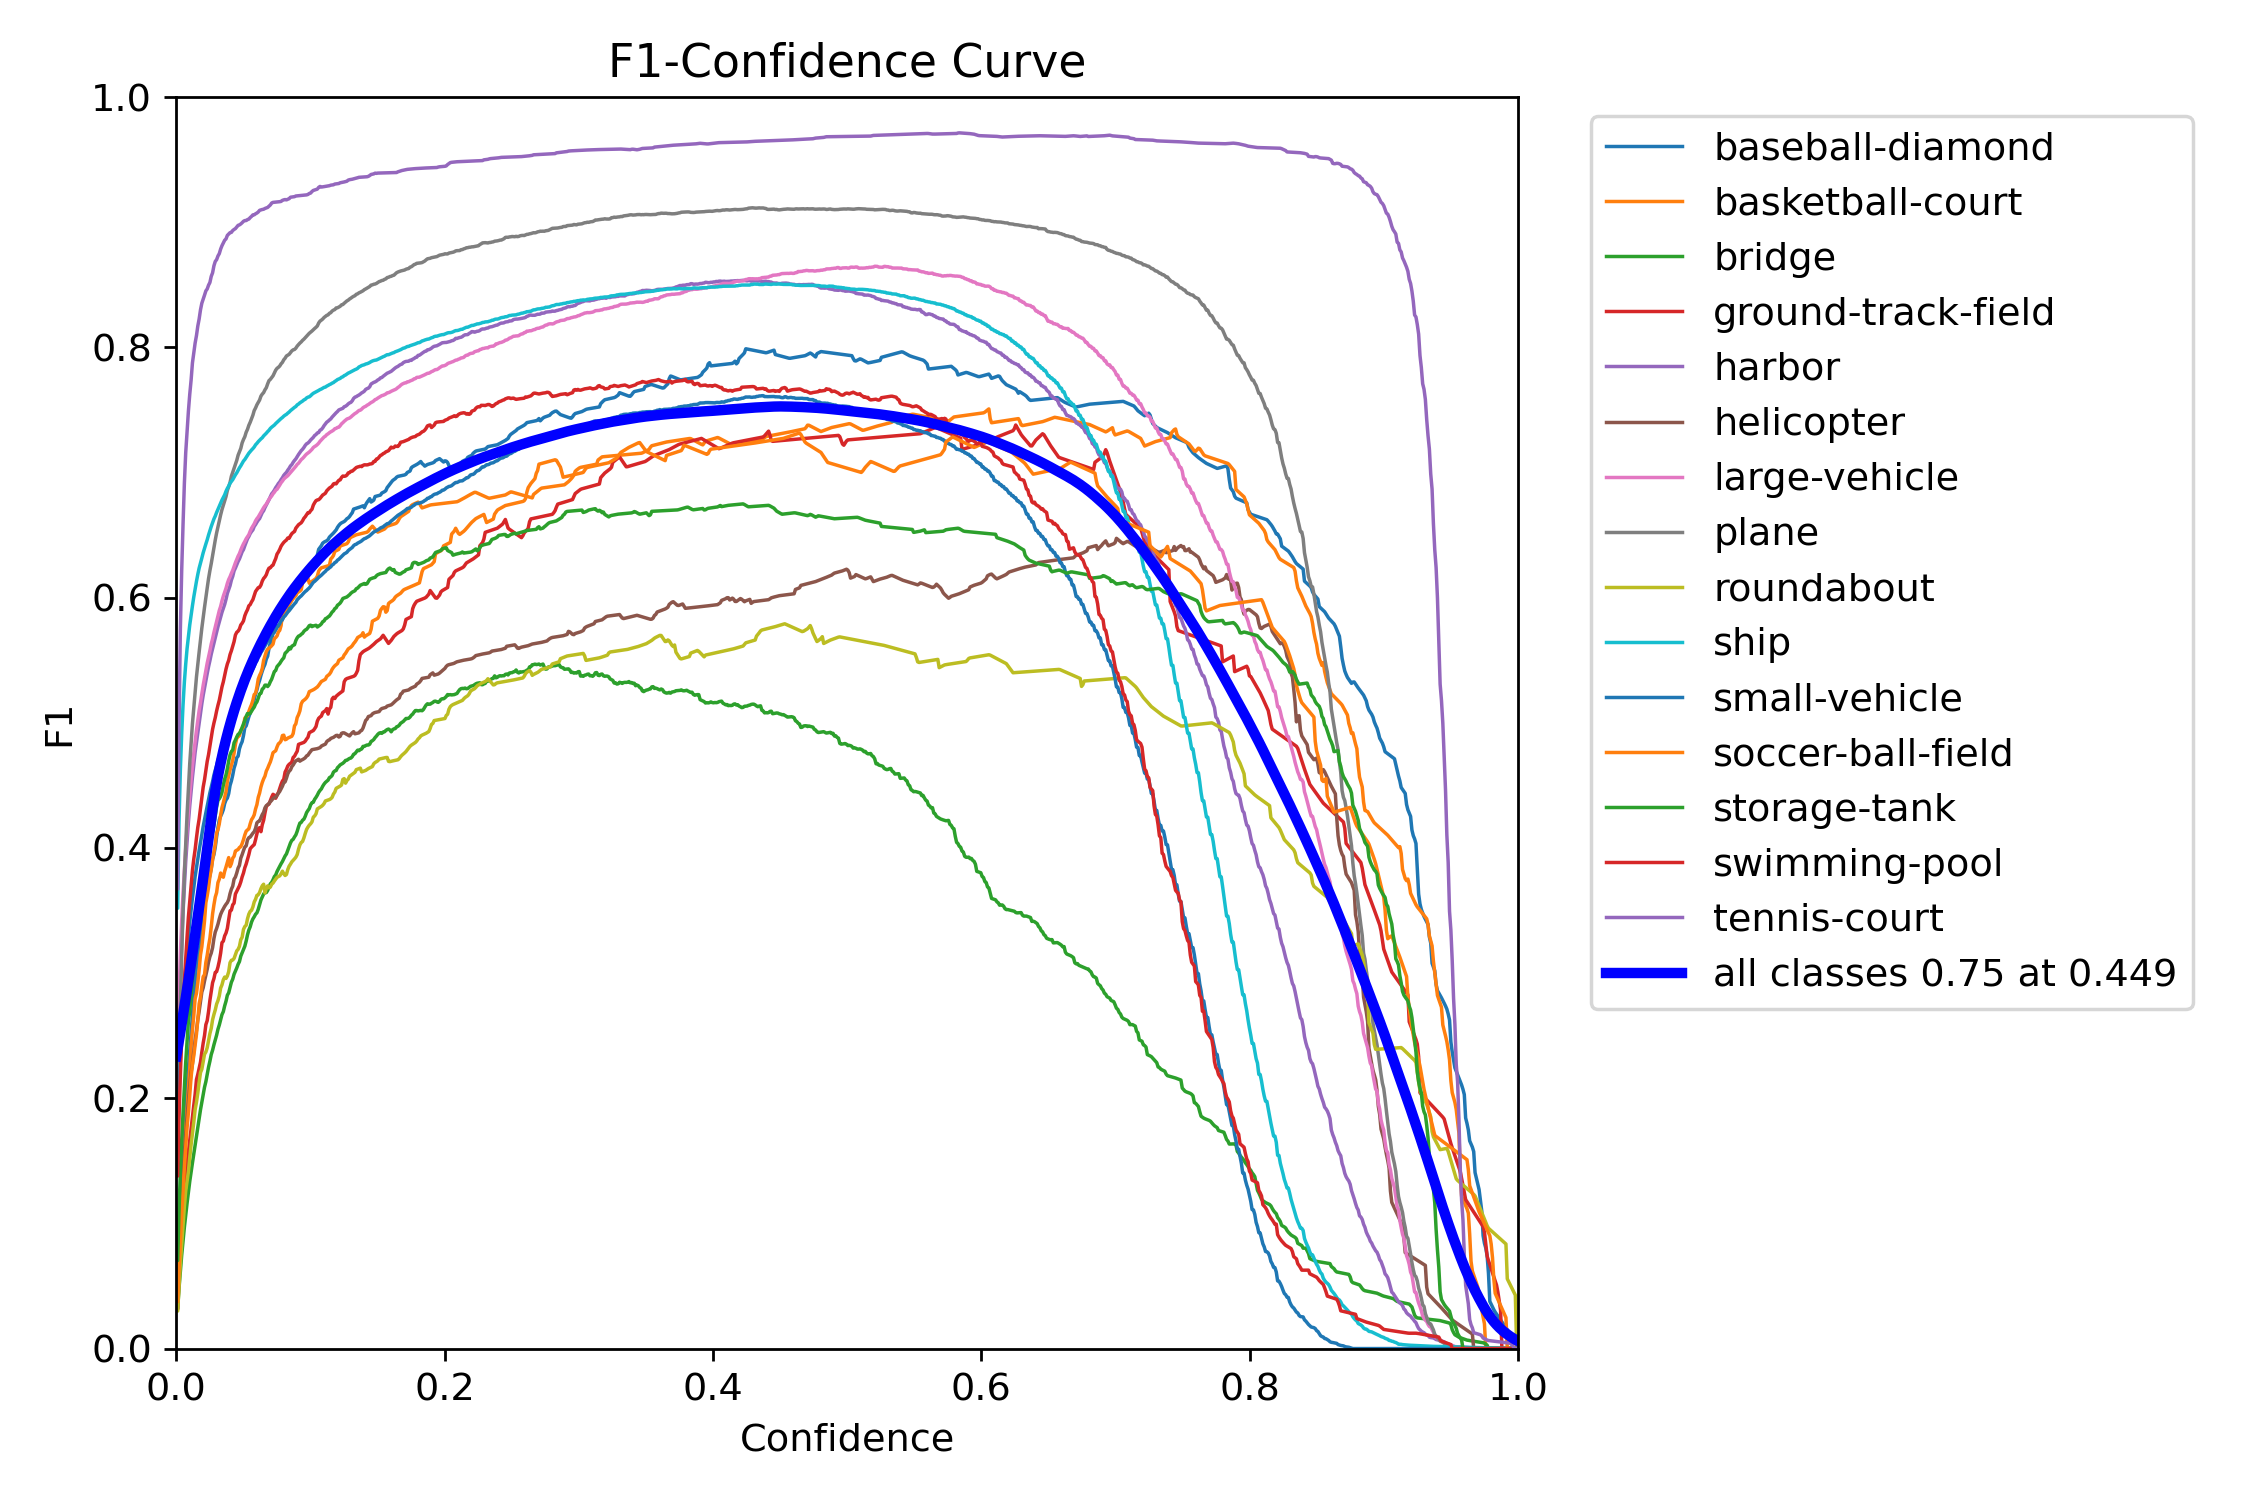 F1-Confidence Curve
1.0
0.8
0.6
0.4
0.2
0.0
F1
0.0 0.2 0.4 0.6 0.8 1.0
Confidence
baseball-diamond
basketball-court
bridge
ground-track-field
harbor
helicopter
large-vehicle
plane
roundabout
ship
small-vehicle
soccer-ball-field
storage-tank
swimming-pool
tennis-court
all classes 0.75 at 0.449